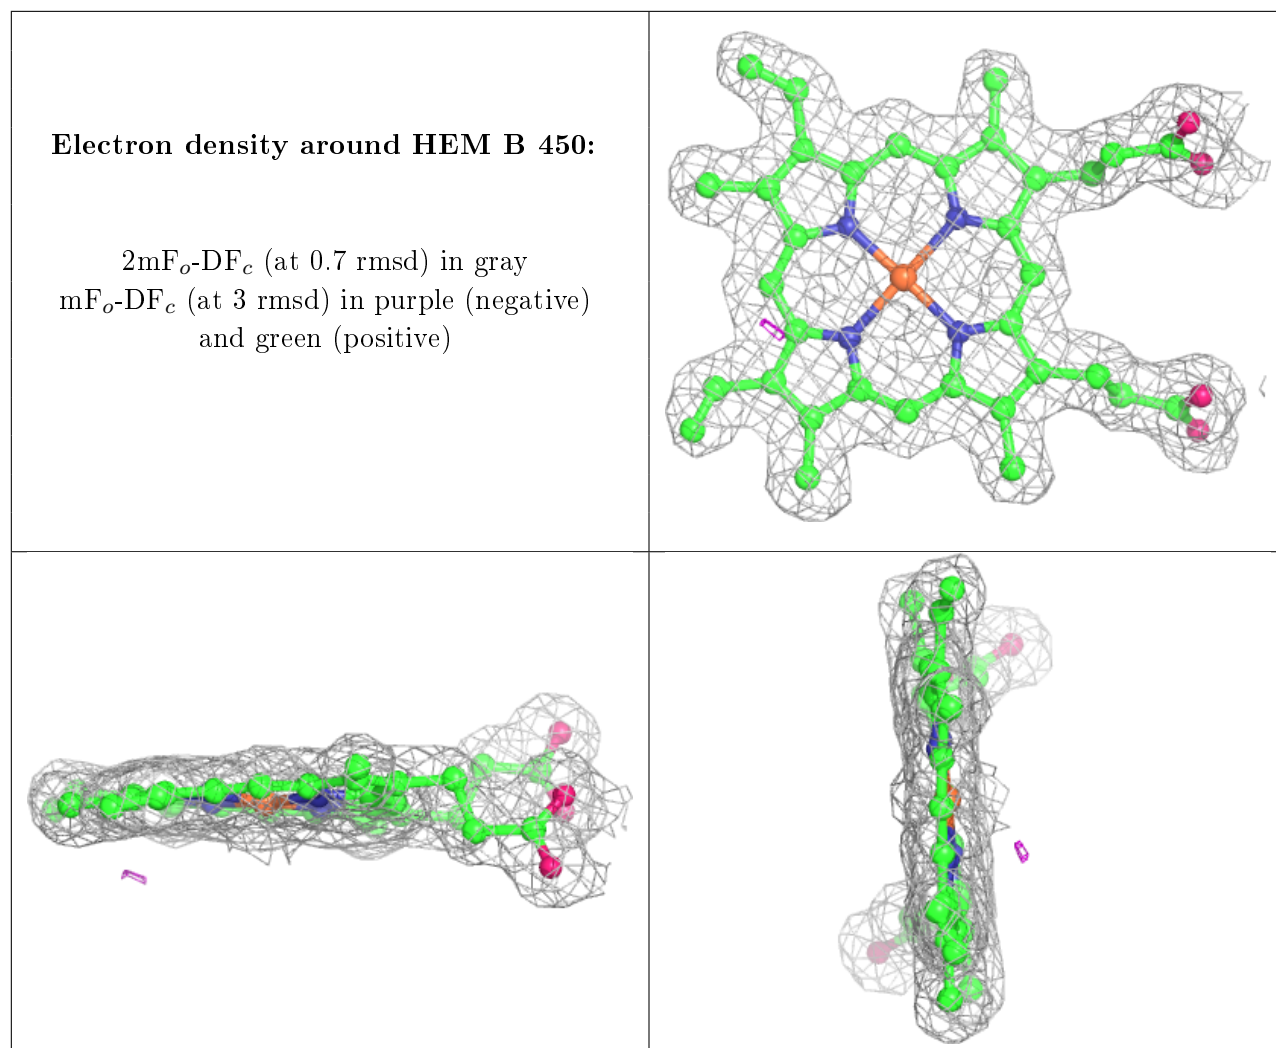 Electron density around HEM B 450:
2mFo-DFc (at 0.7 rmsd) in gray
mFo-DFc (at 3 rmsd) in purple (negative)
and green (positive)